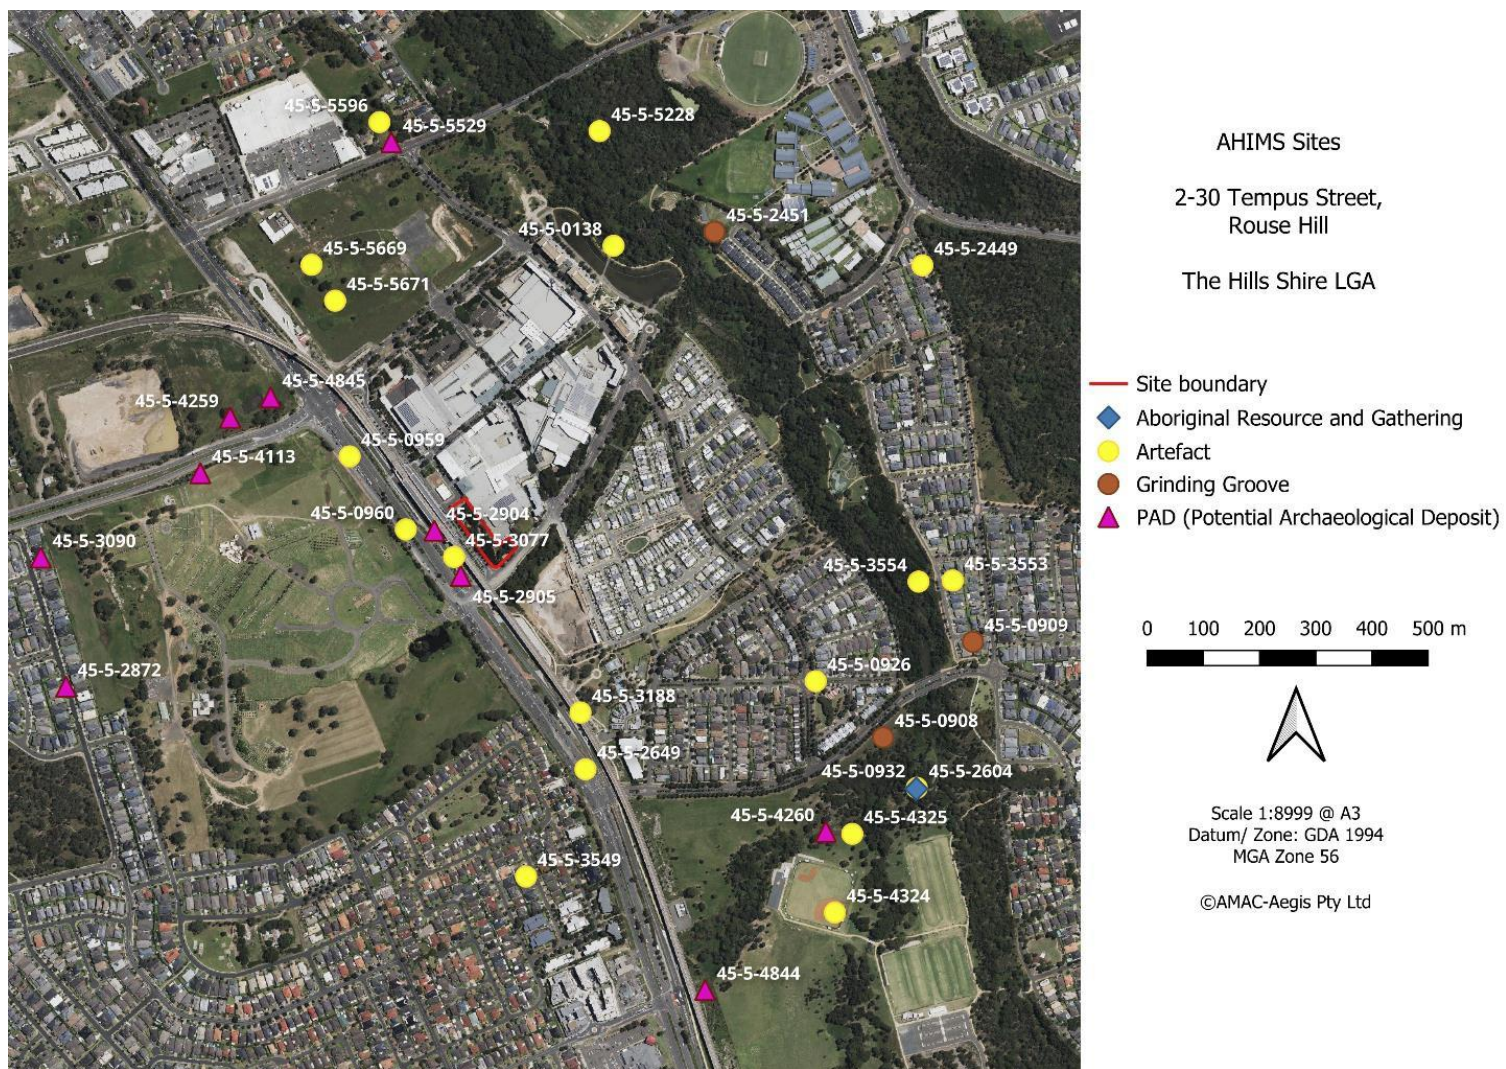 45-5-5596
45-5-5529
45-5-5228
45-5-2451
45-5-0138
45-5-2449
45-5-5669
45-5-5671
45-5-4845
45-5-4259
45-5-0959
45-5-4113
45-5-0960
45-5-2904
45-5-3077
45-5-3090
45-5-2905
45-5-3554
45-5-3553
45-5-0909
45-5-2872
45-5-0926
45-5-3188
45-5-0908
45-5-2649
45-5-0932
45-5-2604
45-5-4260
45-5-4325
45-5-3549
45-5-4324
45-5-4844
AHIMS Sites
2-30 Tempus Street,
Rouse Hill
The Hills Shire LGA
Site boundary
Aboriginal Resource and Gathering
Artefact
Grinding Groove
PAD (Potential Archaeological Deposit)
0 100 200 300 400 500 m
Scale 1:8999 @ A3
Datum/ Zone: GDA 1994
MGA Zone 56
©AMAC-Aegis Pty Ltd